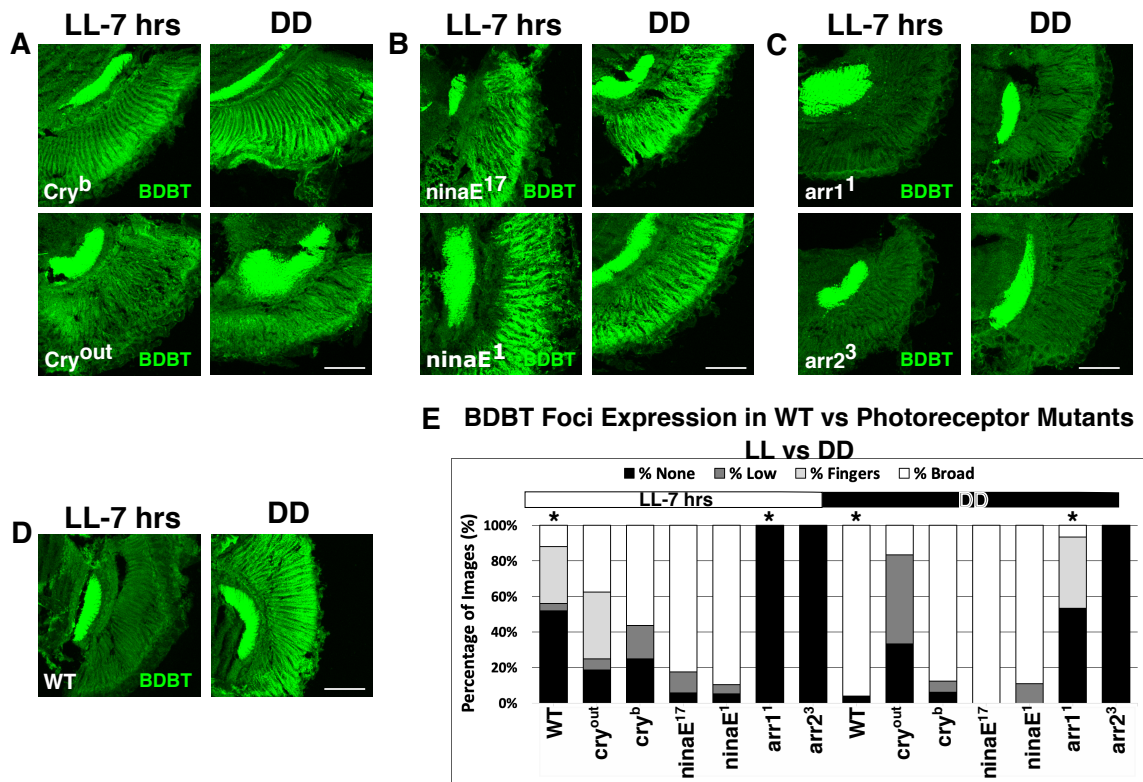 A
LL-7 hrs
DD
B
LL-7 hrs
DD
C
LL-7 hrs
DD
Cry^b
BDBT
ninaE^17
BDBT
arr1^1
BDBT
Cry^out
BDBT
ninaE^1
BDBT
arr2^3
BDBT
D
LL-7 hrs
DD
WT
BDBT
E
BDBT Foci Expression in WT vs Photoreceptor Mutants
LL vs DD
% None
% Low
% Fingers
% Broad
LL-7 hrs
DD
* * * *
Percentage of Images (%)
100%
80%
60%
40%
20%
0%
WT
cry^out
cry^b
ninaE^17
ninaE^1
arr1^1
arr2^3
WT
cry^out
cry^b
ninaE^17
ninaE^1
arr1^1
arr2^3